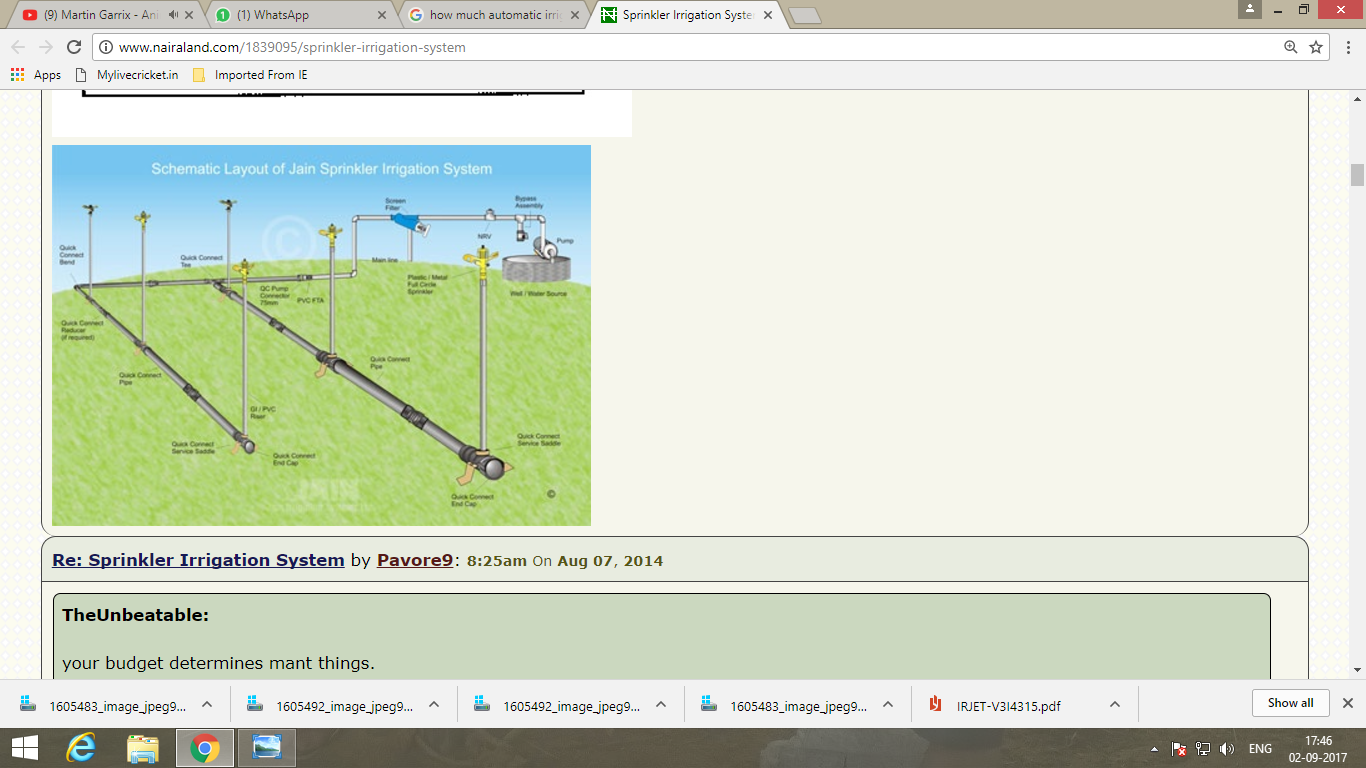 (9) Martin Garrix - Ani
(1) WhatsApp
how much automatic irri
Sprinkler Irrigation Syste
www.nairaland.com/1839095/sprinkler-irrigation-system
Apps
Mylivecricket.in
Imported From IE
Schematic Layout of Jain Sprinkler Irrigation System
Screen
Filter
Bypass
Assembly
NRV
Pump
Quick
Connect
Bend
Quick Connect
Tee
Main line
QC Pump
Connector
75mm
PVC FTA
Plastic / Metal
Full Circle
Sprinkler
Well / Water Source
Quick Connect
Reducer
(if required)
Quick Connect
Pipe
Quick Connect
Pipe
GI / PVC
Riser
Quick Connect
Service Saddle
Quick Connect
End Cap
Quick Connect
Service Saddle
Quick Connect
End Cap
JAIN
©
©
Re: Sprinkler Irrigation System by Pavore9: 8:25am On Aug 07, 2014
TheUnbeatable:
your budget determines mant things.
1605483_image_jpeg9...
1605492_image_jpeg9...
1605492_image_jpeg9...
1605483_image_jpeg9...
IRJET-V3I4315.pdf
Show all
ENG
17:46
02-09-2017